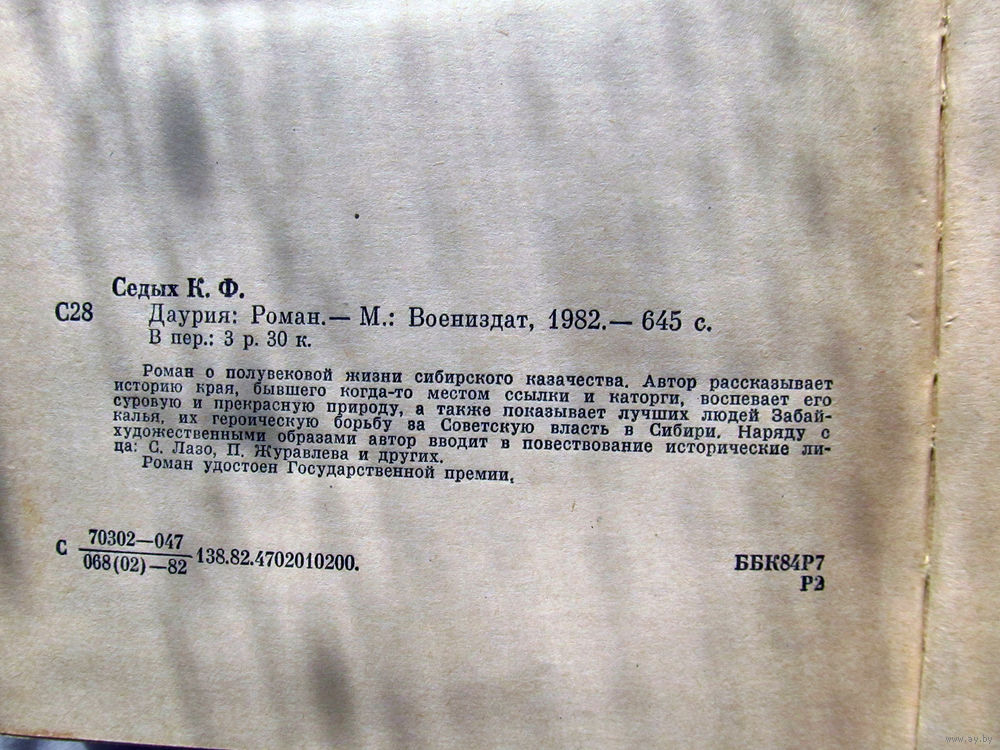 Седых К. Ф.
С28
Даурия: Роман.— М.: Воениздат, 1982.— 645 с.
В пер.: 3 р. 30 к.
Роман о полувековой жизни сибирского казачества. Автор рассказывает
историю края, бывшего когда-то местом ссылки и каторги, воспевает его
суровую и прекрасную природу, а также показывает лучших людей Забай-
калья, их героическую борьбу за Советскую власть в Сибири. Наряду с
художественными образами автор вводит в повествование исторические ли-
ца: С. Лазо, П. Журавлева и других.
Роман удостоен Государственной премии.
С 70302—047
068(02)—82 138.82.4702010200.
ББК84Р7
Р2
www.ay.by